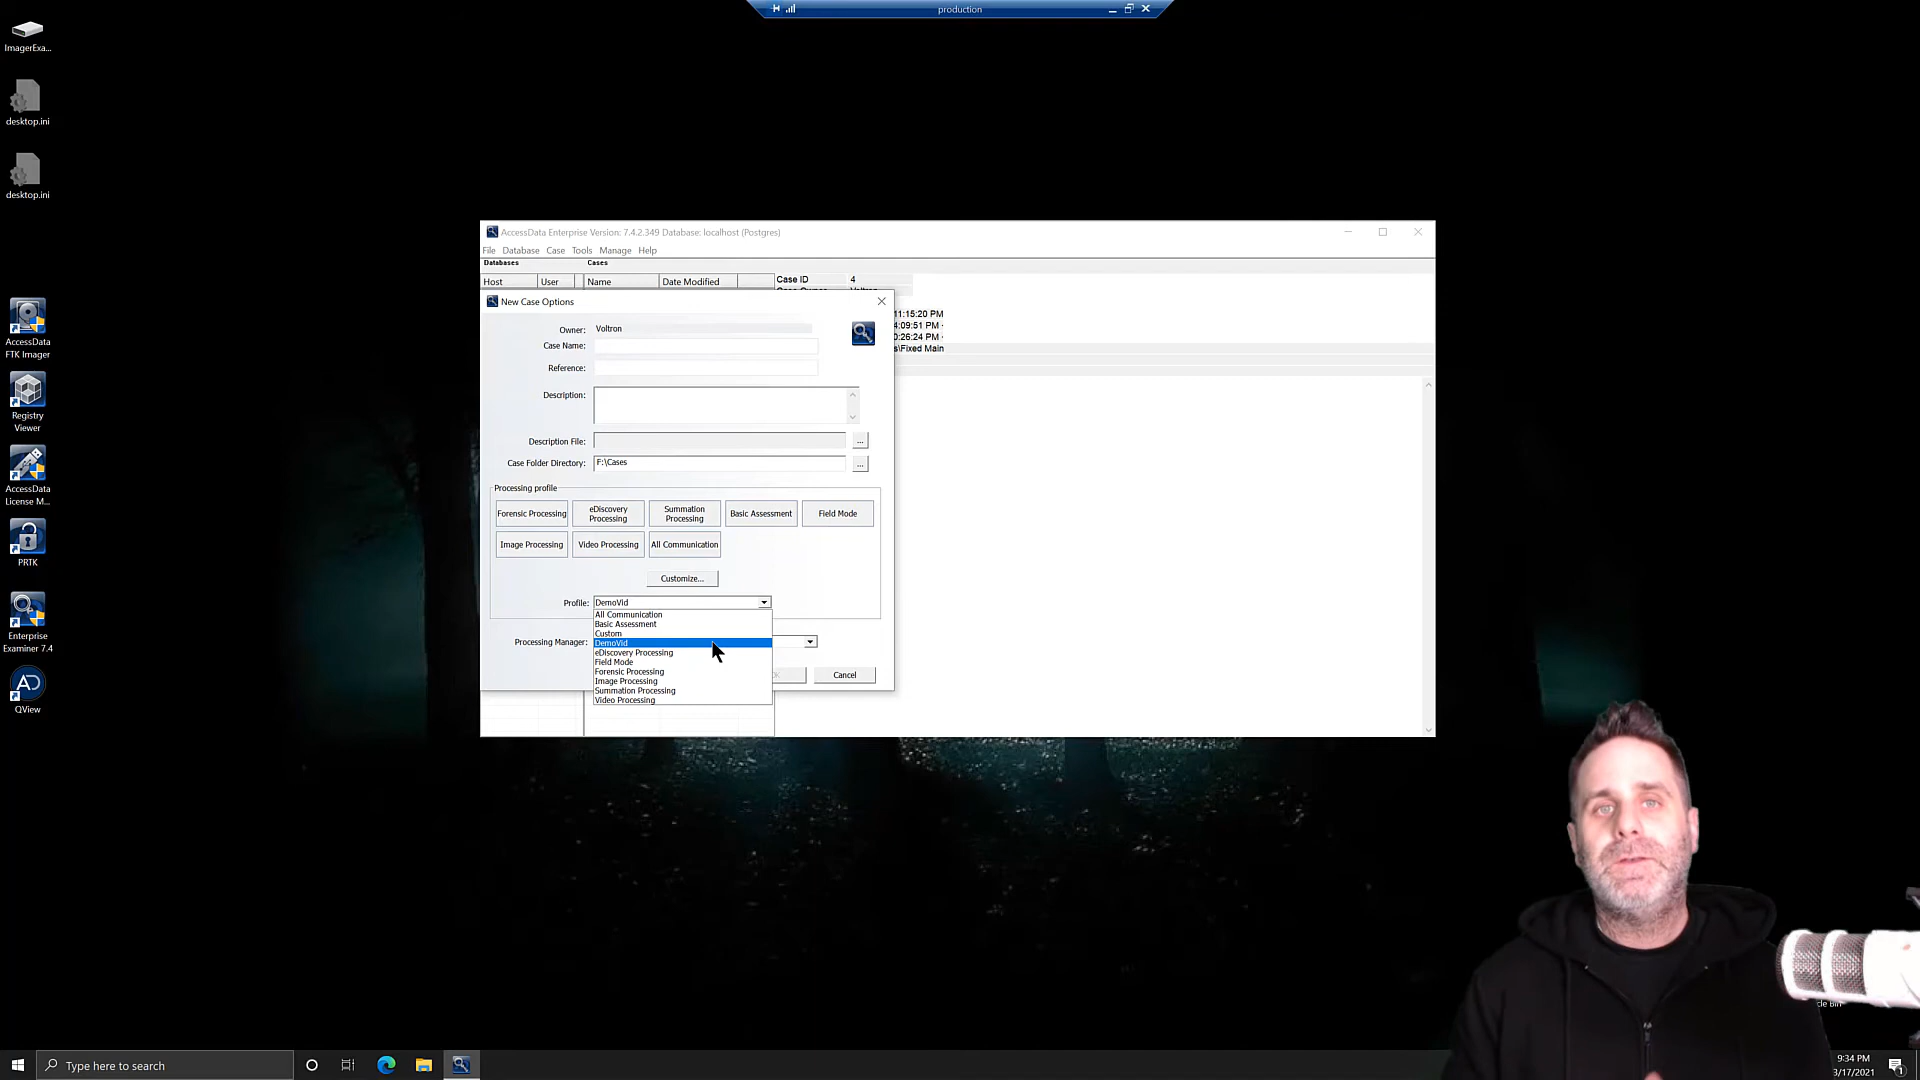 production
ImagerExa...
desktop.ini
desktop.ini
AccessData
FTK Imager
Registry
Viewer
AccessData
License M...
PRTK
Enterprise
Examiner 7.4
AD
QView
AccessData Enterprise Version: 7.4.2.349 Database: localhost (Postgres)
File Database Case Tools Manage Help
Databases Cases
Host User Name Date Modified
Case ID 4
11:15:20 PM
4:09:51 PM -
0:26:24 PM -
s\Fixed Main
New Case Options
Owner: Voltron
Case Name:
Reference:
Description:
Description File: ...
Case Folder Directory: F:\Cases ...
Processing profile
Forensic Processing
eDiscovery
Processing
Summation
Processing
Basic Assessment
Field Mode
Image Processing
Video Processing
All Communication
Customize...
Profile: DemoVid
All Communication
Basic Assessment
Custom
DemoVid
eDiscovery Processing
Field Mode
Forensic Processing
Image Processing
Summation Processing
Video Processing
Processing Manager:
Cancel
Type here to search
9:34 PM
3/17/2021
1